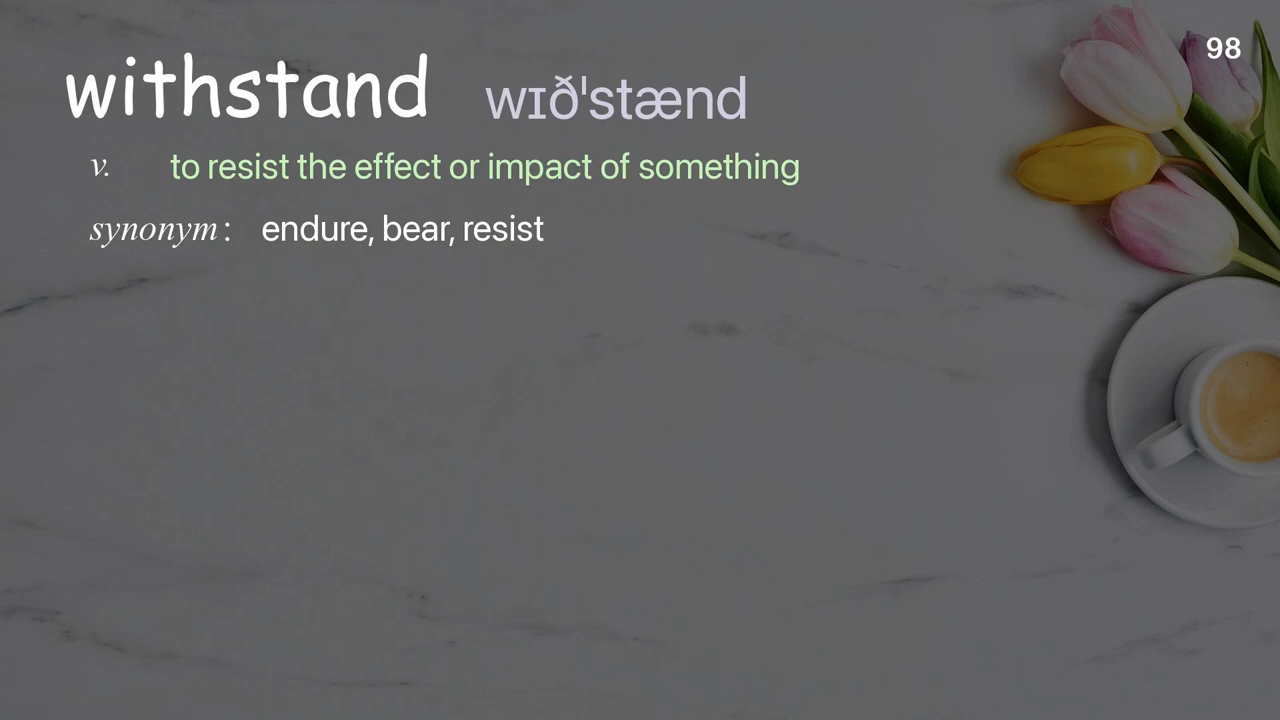 98
withstand wɪðˈstænd
v. to resist the effect or impact of something
synonym : endure, bear, resist